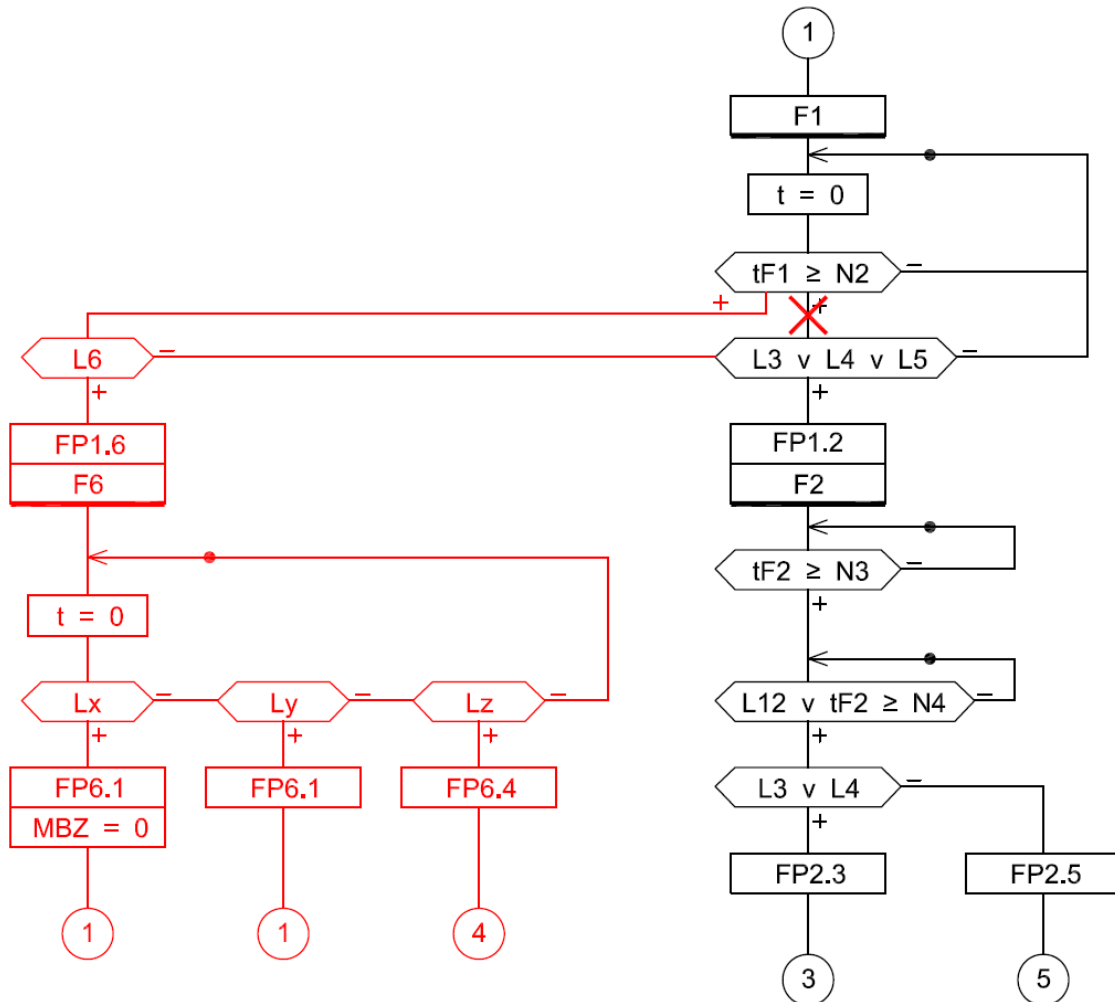 1
F1
t = 0
tF1 ≥ N2
−
+
+
L6
−
L3 v L4 v L5
−
+
+
FP1.6
FP1.2
F6
F2
tF2 ≥ N3
−
+
t = 0
Lx
−
Ly
−
Lz
−
L12 v tF2 ≥ N4
−
+
+
+
+
FP6.1
FP6.1
FP6.4
L3 v L4
−
MBZ = 0
+
FP2.3
FP2.5
1
1
4
3
5